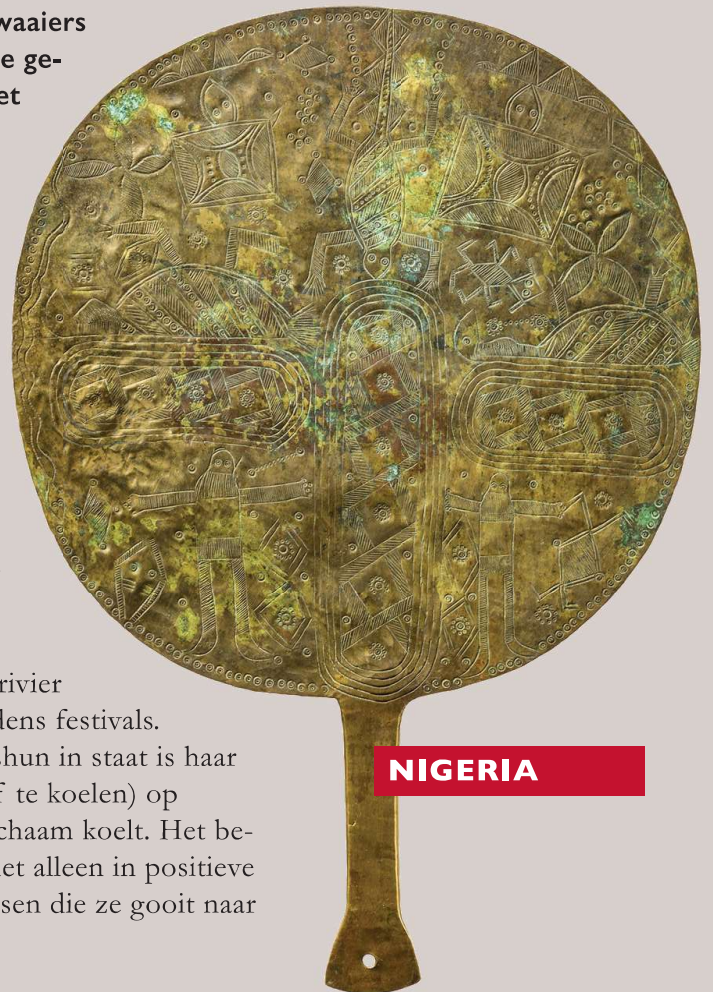 waaiers
e ge-
et
rivier
dens festivals.
hun in staat is haar
te koelen) op
chaam koelt. Het be-
et alleen in positieve
sen die ze gooit naar
NIGERIA